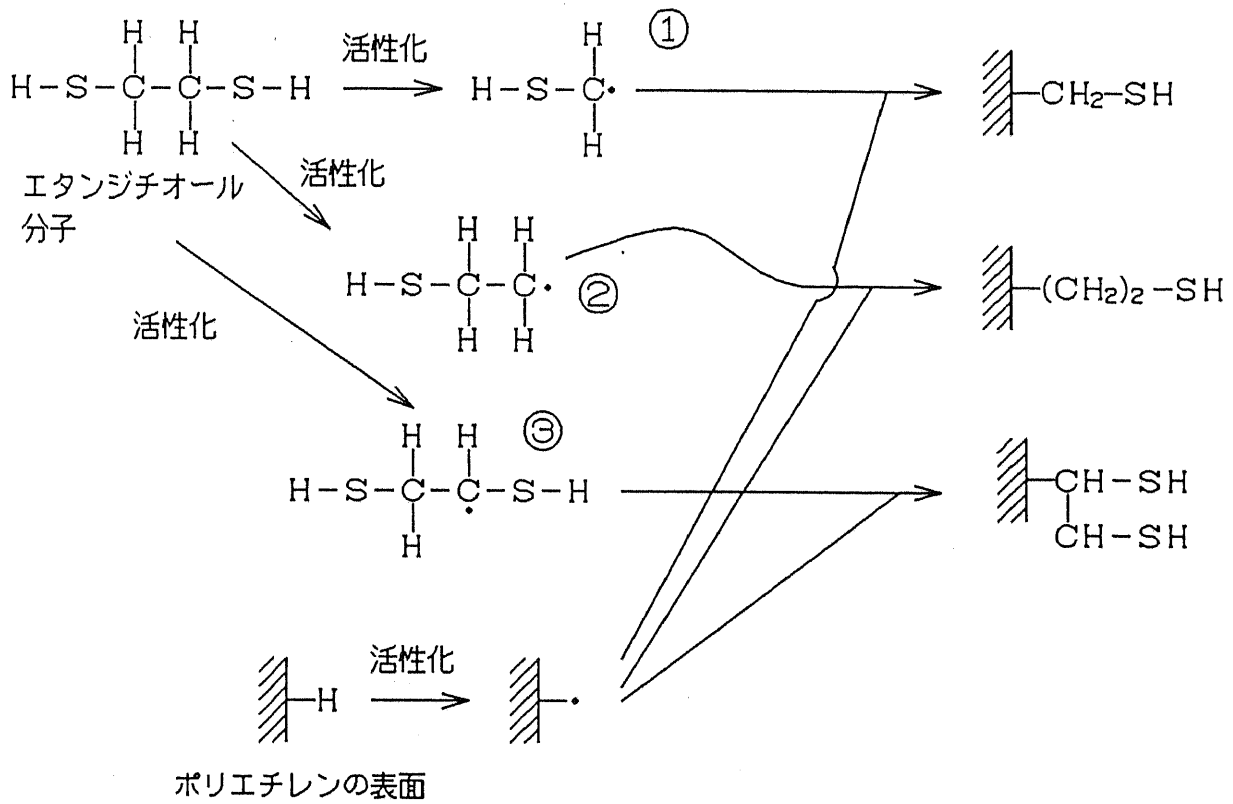 H H
H-S-C-C-S-H
H H
エタンジチオール
分子
活性化
H
H-S-C・
H
①
CH2-SH
活性化
H H
H-S-C-C・
H H
②
(CH2)2-SH
活性化
H H
H-S-C-C-S-H
・
H
③
CH-SH
CH-SH
H
活性化
・
ポリエチレンの表面